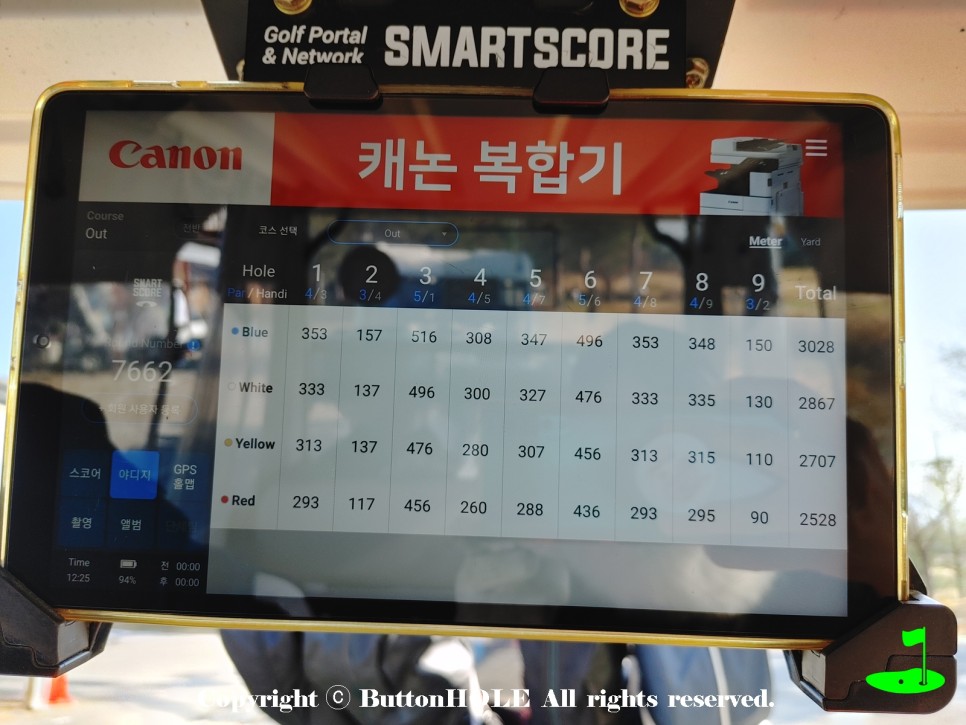 Golf Portal
& Network SMARTSCORE
Canon 캐논 복합기
Course
Out 전반 코스 선택 Out Meter Yard
SMART
SCORE
Hole 1 2 3 4 5 6 7 8 9 Total
Par / Handi 4/3 3/4 5/1 4/5 4/7 5/6 4/8 4/9 3/2
Blue 353 157 516 308 347 496 353 348 150 3028
7662
White 333 137 496 300 327 476 333 335 130 2867
Yellow 313 137 476 280 307 456 313 315 110 2707
Red 293 117 456 260 288 436 293 295 90 2528
스코어 야디지 GPS
홀맵
촬영 앨범
Time 전 00:00
12:25 94% 후 00:00
Copyright ⓒ ButtonHOLE All rights reserved.